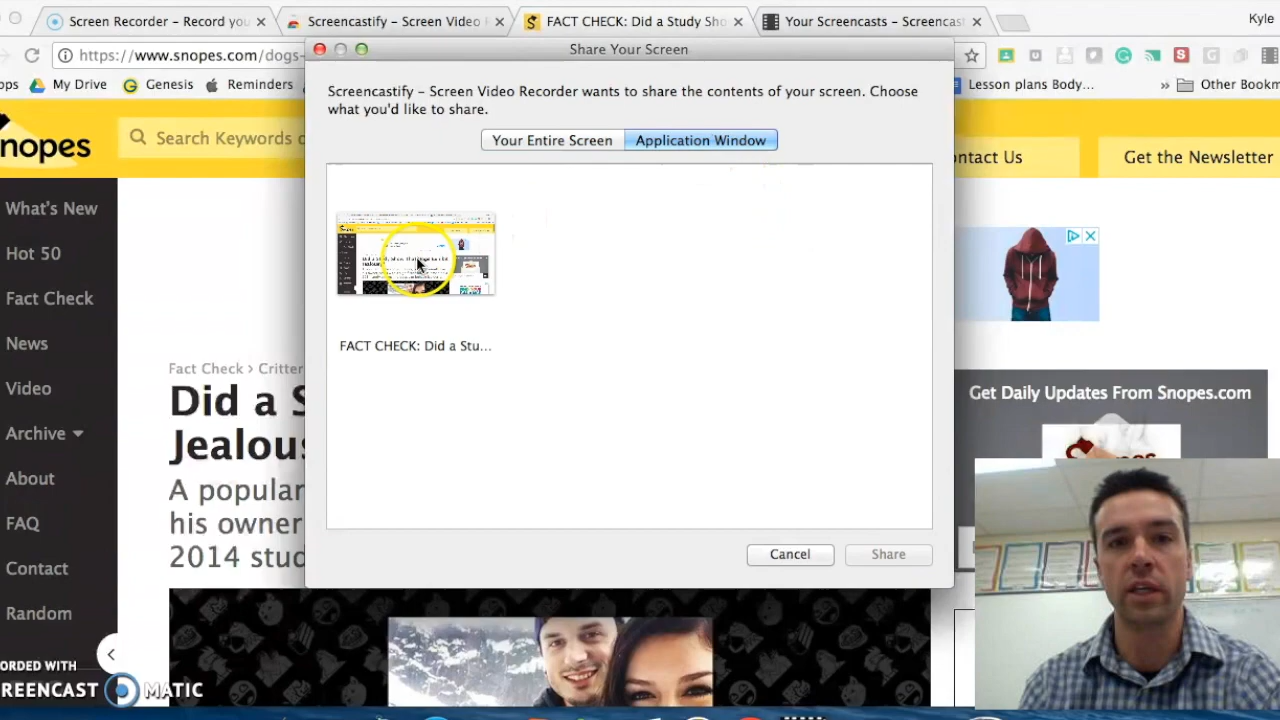 Screen Recorder - Record you
Screencastify - Screen Video
FACT CHECK: Did a Study Sho
Your Screencasts - Screencast
Kyle
https://www.snopes.com/dogs-
Share Your Screen
ops
My Drive
Genesis
Reminders
Lesson plans Body...
» Other Bookm
Screencastify – Screen Video Recorder wants to share the contents of your screen. Choose
what you'd like to share.
Your Entire Screen
Application Window
nopes
Search Keywords o
ontact Us
Get the Newsletter
What's New
Hot 50
Fact Check
News
Video
Archive
About
FAQ
Contact
Random
FACT CHECK: Did a Stu...
Fact Check > Critter
Did a S
Jealous
A popular
his owner
2014 stud
Get Daily Updates From Snopes.com
Cancel
Share
ORDED WITH
REENCAST MATIC